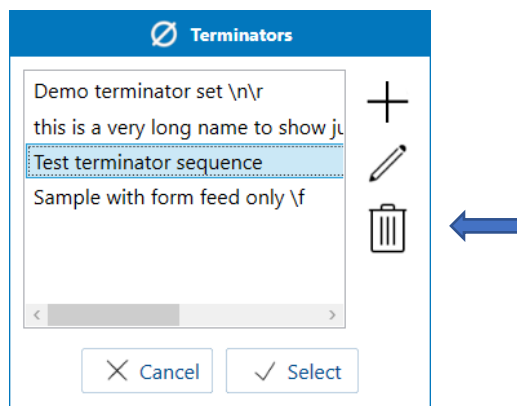 Terminators
Demo terminator set \n\r
this is a very long name to show
Test terminator sequence
Sample with form feed only \f
Cancel
Select